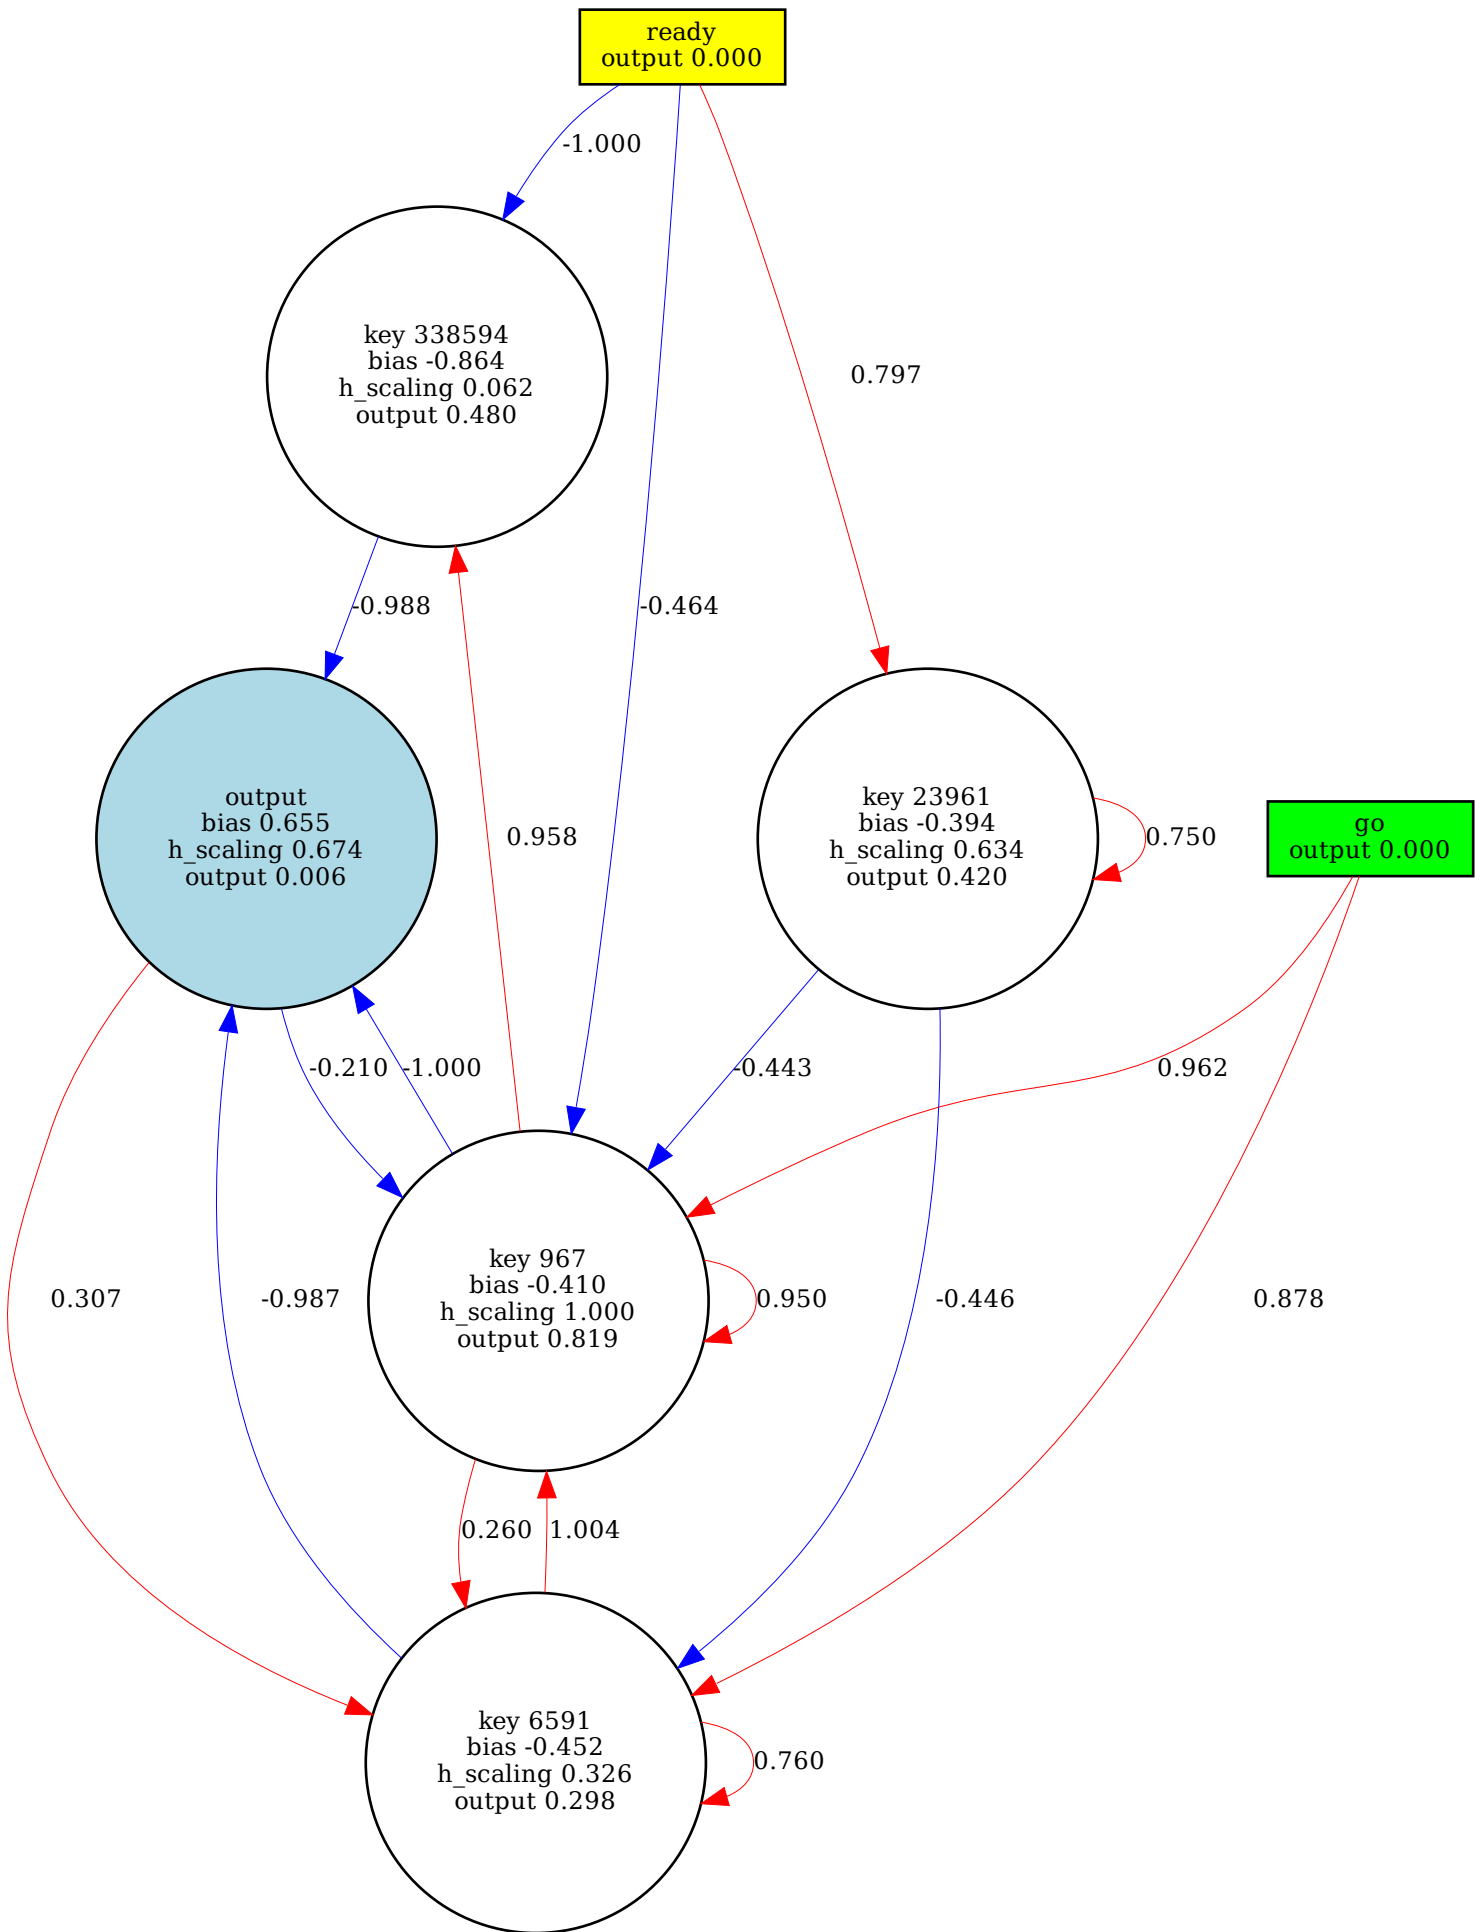 ready
output 0.000
-1.000
key 338594
bias -0.864
h_scaling 0.062
output 0.480
0.797
-0.988
-0.464
output
bias 0.655
h_scaling 0.674
output 0.006
0.958
key 23961
bias -0.394
h_scaling 0.634
output 0.420
0.750
go
output 0.000
-0.210
-1.000
-0.443
0.962
key 967
bias -0.410
h_scaling 1.000
output 0.819
0.307
-0.987
0.950
-0.446
0.878
0.260
1.004
key 6591
bias -0.452
h_scaling 0.326
output 0.298
0.760